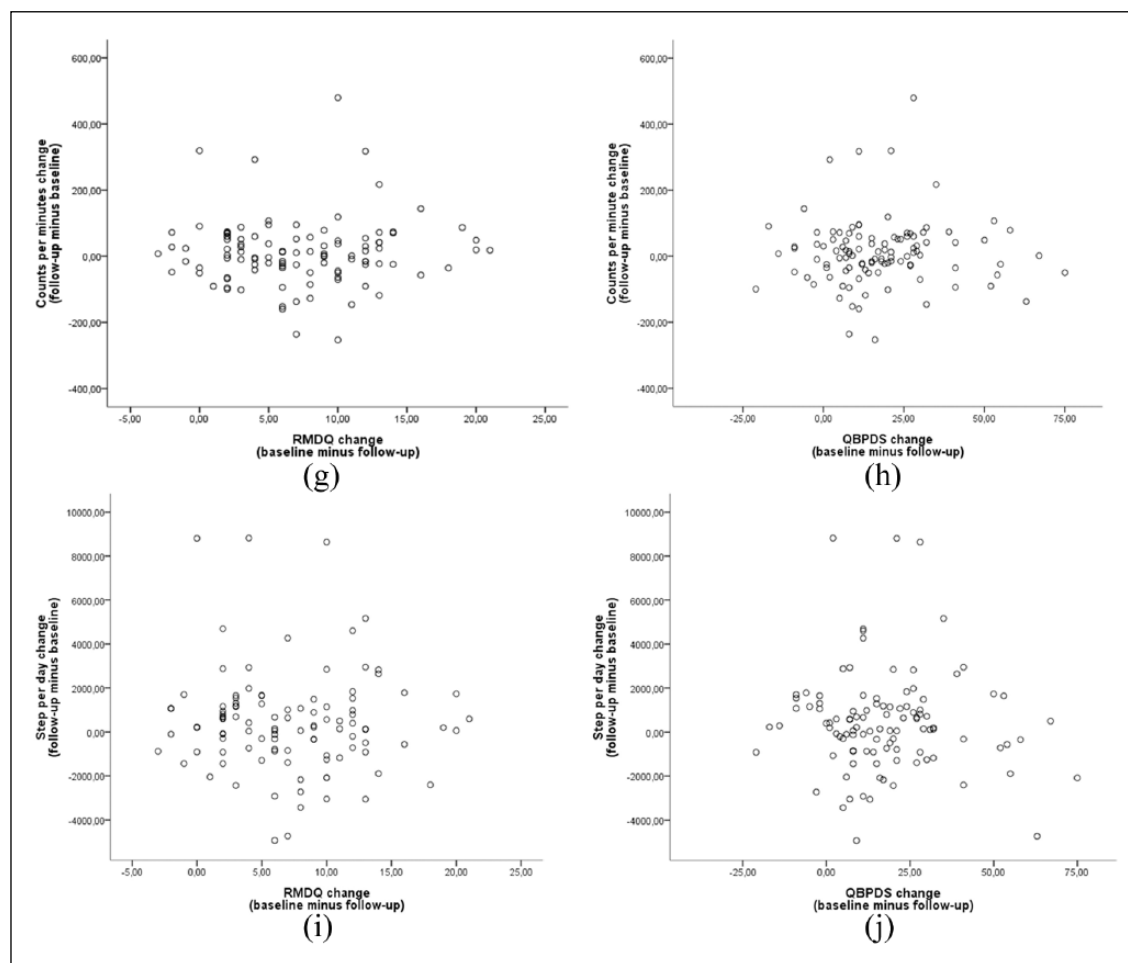 600,00
400,00
200,00
,00
-200,00
-400,00
Counts per minutes change
(follow-up minus baseline)
-5,00 ,00 5,00 10,00 15,00 20,00 25,00
RMDQ change
(baseline minus follow-up)
(g)
600,00
400,00
200,00
,00
-200,00
-400,00
Counts per minute change
(follow-up minus baseline)
-25,00 ,00 25,00 50,00 75,00
QBPDS change
(baseline minus follow-up)
(h)
10000,00
8000,00
6000,00
4000,00
2000,00
,00
-2000,00
-4000,00
Step per day change
(follow-up minus baseline)
-5,00 ,00 5,00 10,00 15,00 20,00 25,00
RMDQ change
(baseline minus follow-up)
(i)
10000,00
8000,00
6000,00
4000,00
2000,00
,00
-2000,00
-4000,00
Step per day change
(follow-up minus baseline)
-25,00 ,00 25,00 50,00 75,00
QBPDS change
(baseline minus follow-up)
(j)